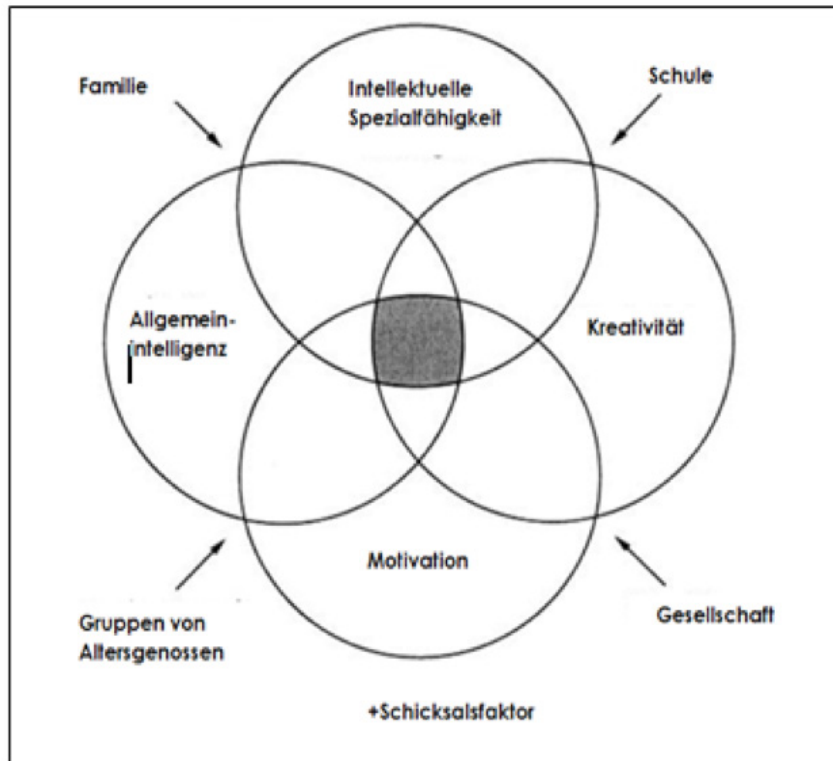 Familie
Intellektuelle
Spezialfähigkeit
Schule
Allgemein-
intelligenz
Kreativität
Motivation
Gruppen von
Altersgenossen
Gesellschaft
+Schicksalsfaktor